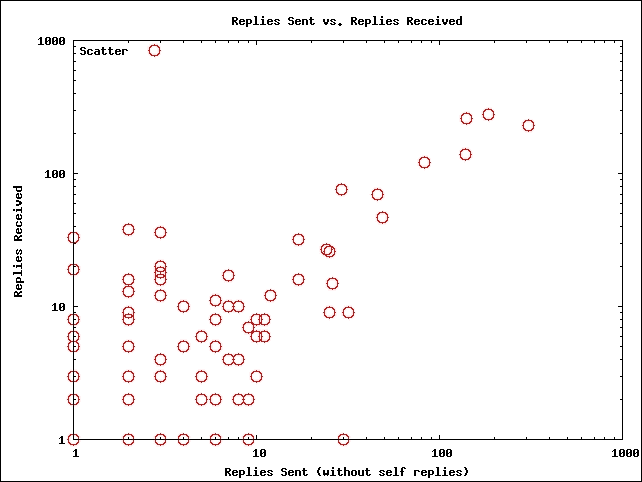 Replies Sent vs. Replies Received
1000
Scatter
100
Replies Received
10
1
1 10 100 1000
Replies Sent (without self replies)